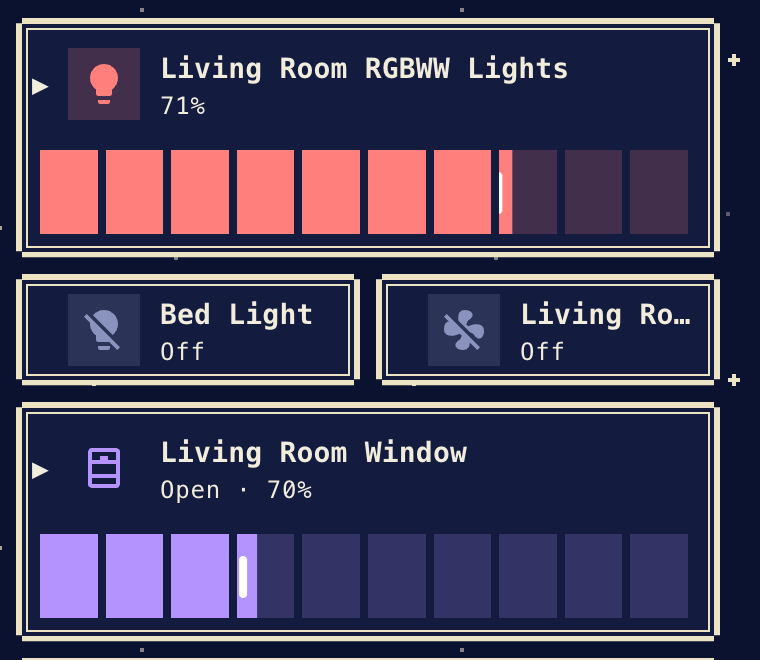 Living Room RGBWW Lights
71%
Bed Light
Off
Living Ro…
Off
Living Room Window
Open · 70%